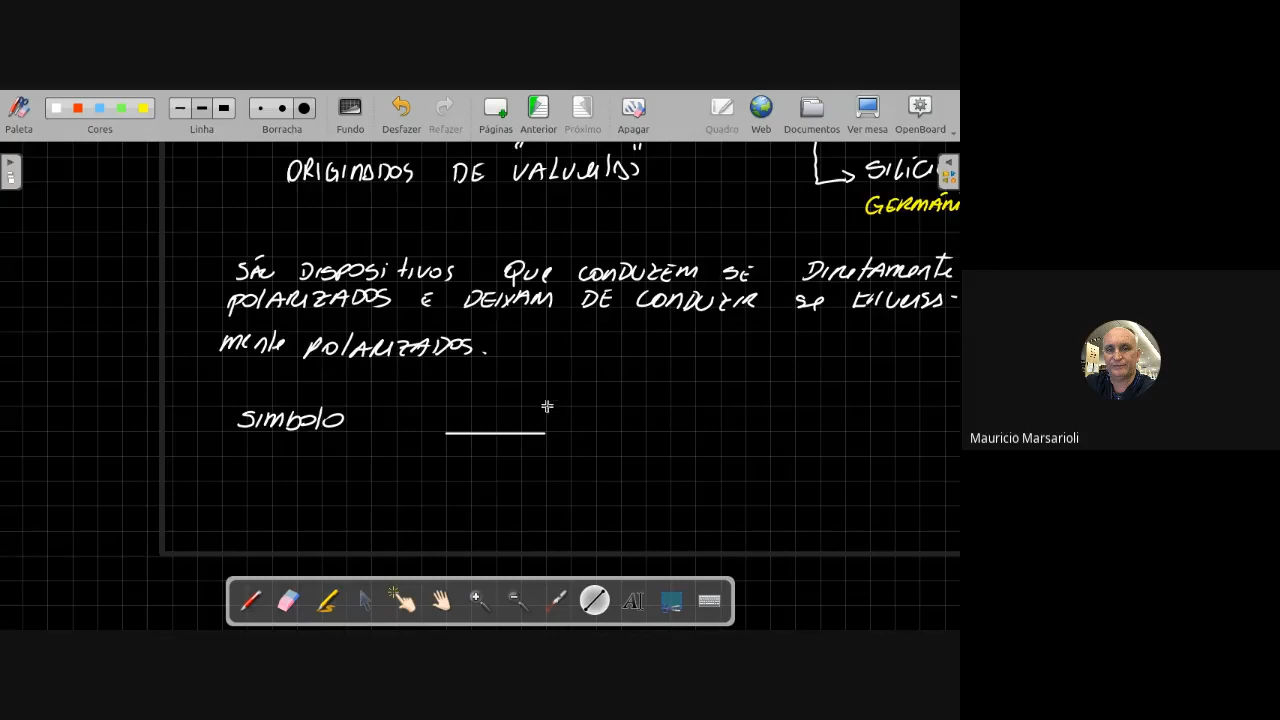 Paleta Cores Linha Borracha Fundo Desfazer Refazer Páginas Anterior Próximo Apagar Quadro Web Documentos Ver mesa OpenBoard
ORIGINADOS DE "VALVULAS"
SILÍCI
GERMÂN
SÃO DISPOSITIVOS QUE CONDUZEM SE DIRETAMENTE
POLARIZADOS E DEIXAM DE CONDUZIR SE INVERSA-
MENTE POLARIZADOS.
SIMBOLO
AI
Mauricio Marsarioli